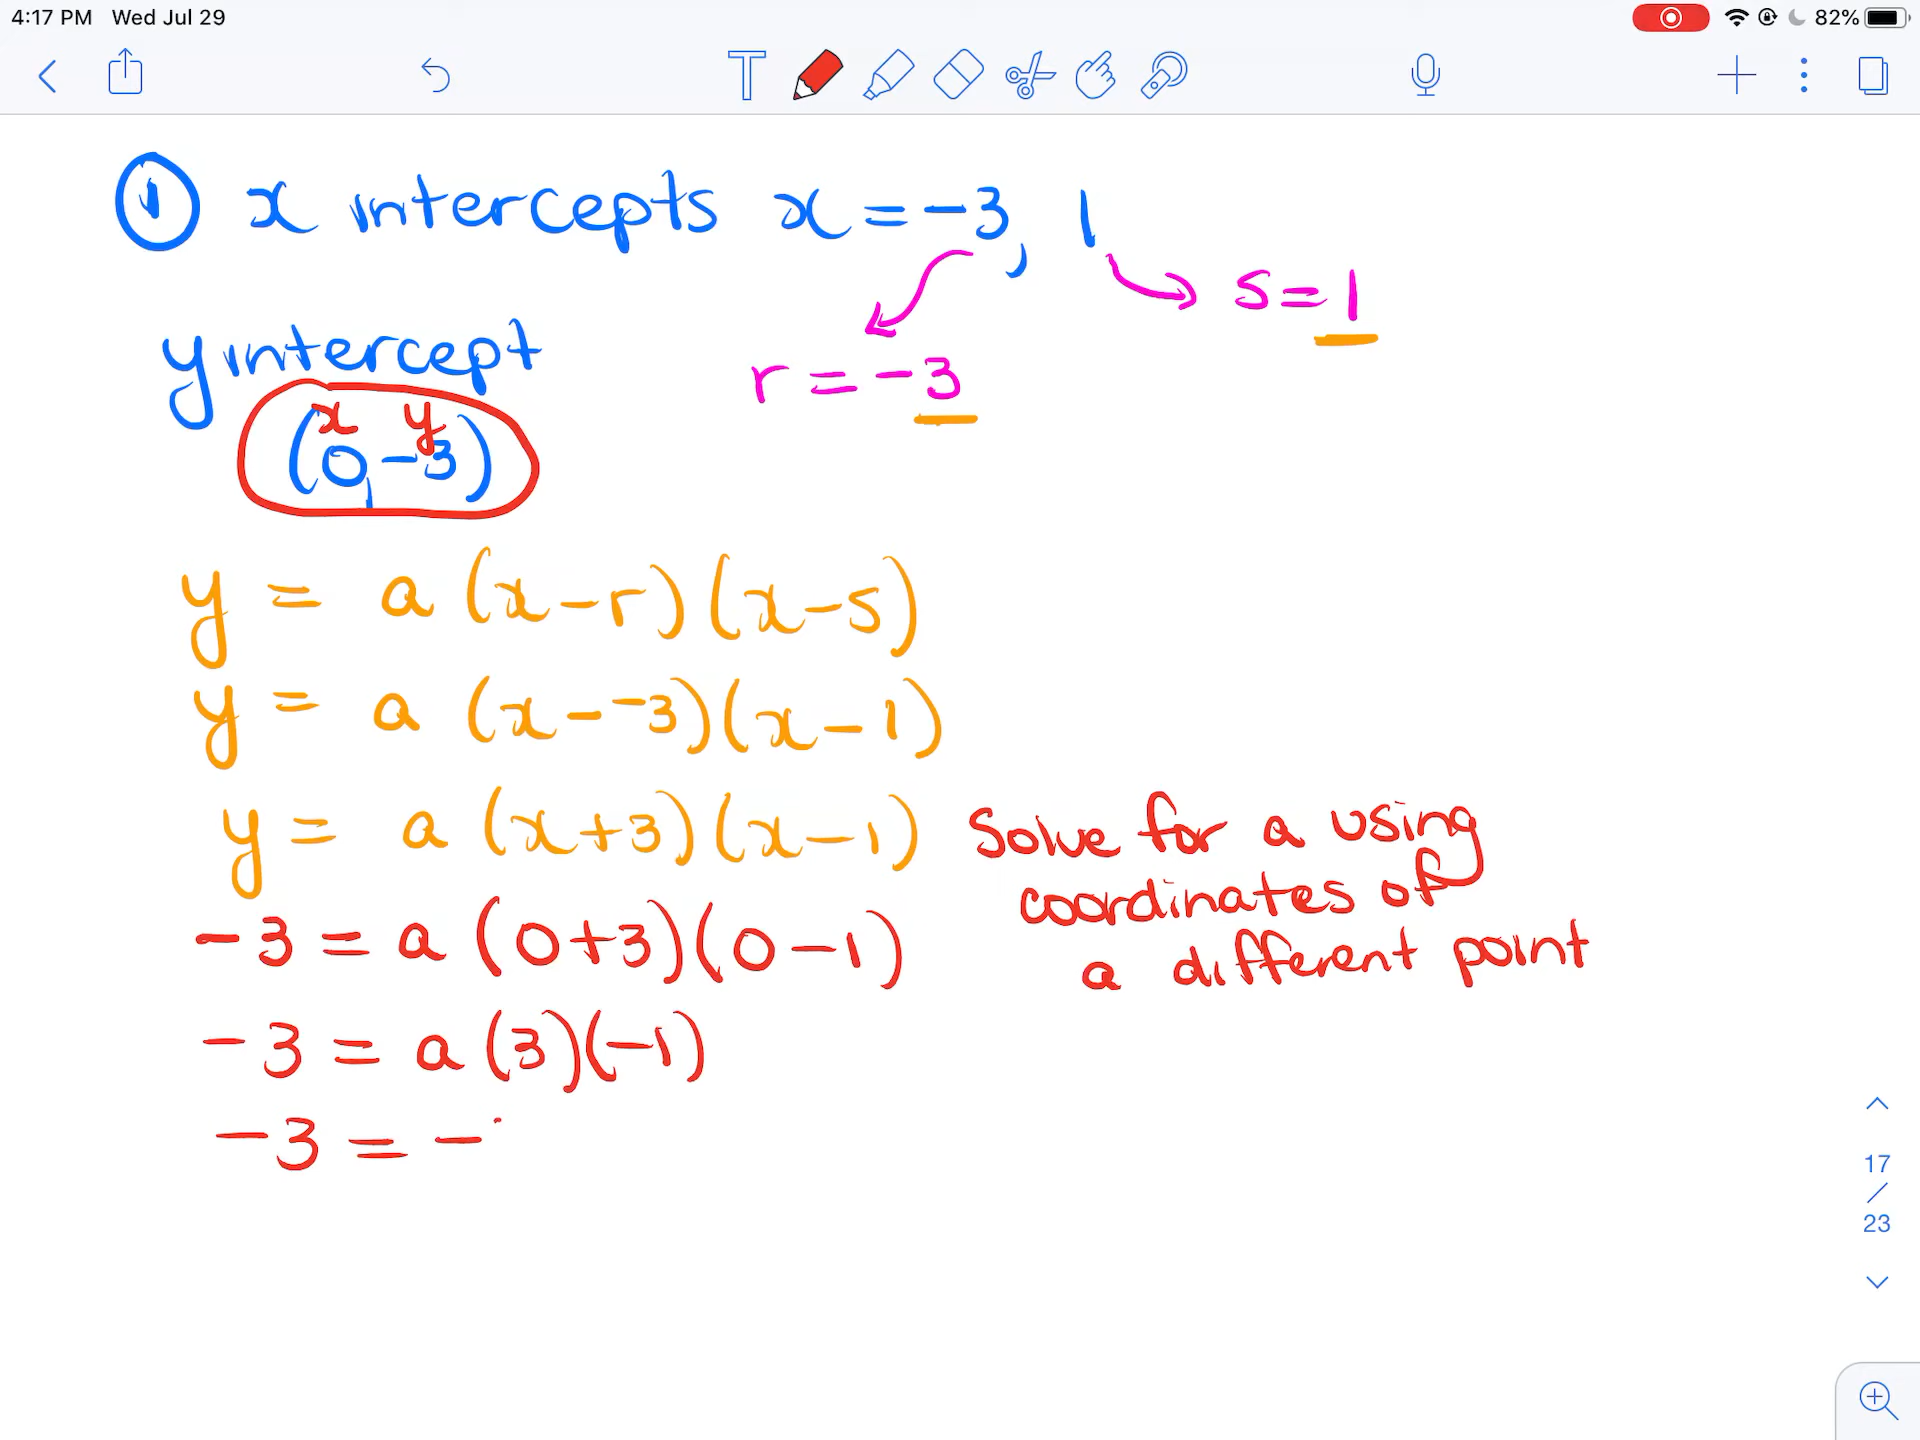 4:17 PM Wed Jul 29
82%
T
① x intercepts x = -3, 1
s = 1
y intercept
r = -3
x y
(0, -3)
y = a (x-r)(x-s)
y = a (x--3)(x-1)
y = a (x+3)(x-1)
Solve for a using
coordinates of
a different point
-3 = a (0+3)(0-1)
-3 = a (3)(-1)
-3 = -
17
/
23